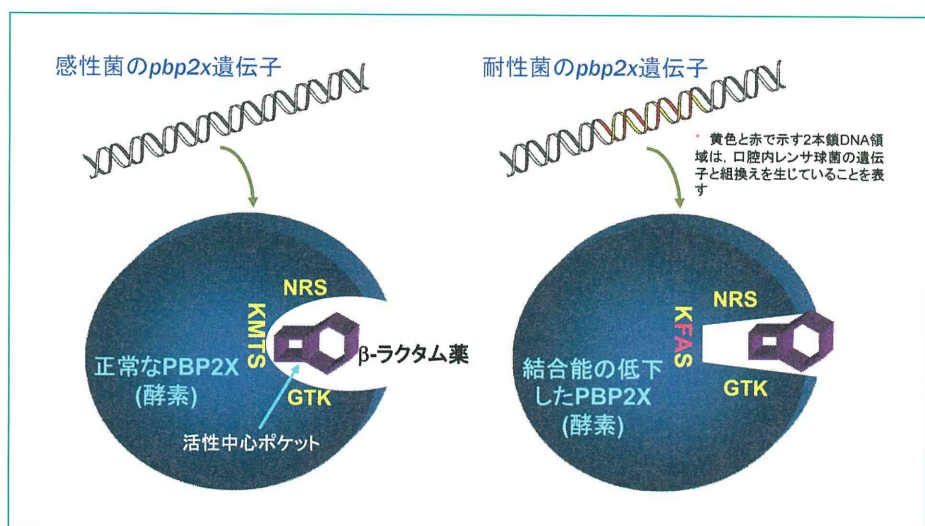 感性菌のpbp2x遺伝子
耐性菌のpbp2x遺伝子
* 黄色と赤で示す2本鎖DNA領
域は，口腔内レンサ球菌の遺伝
子と組換えを生じていることを表
す
NRS
KMTS
β-ラクタム薬
正常なPBP2X
(酵素)
GTK
活性中心ポケット
NRS
KFAS
結合能の低下
したPBP2X
(酵素)
GTK